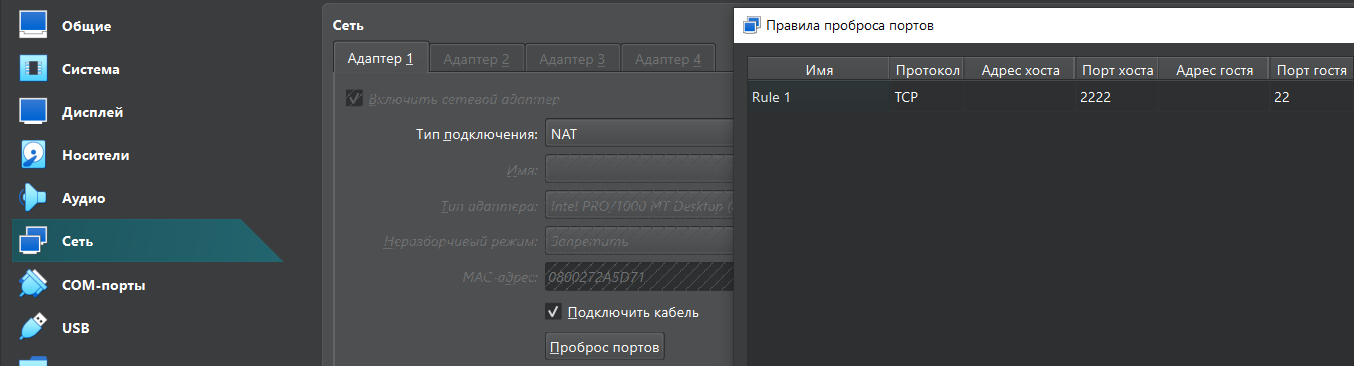 Общие
Система
Дисплей
Носители
Аудио
Сеть
COM-порты
USB
Сеть
Адаптер 1
Адаптер 2
Адаптер 3
Адаптер 4
Включить сетевой адаптер
Тип подключения: NAT
Имя:
Тип адаптера: Intel PRO/1000 MT Desktop (
Неразборчивый режим: Запретить
MAC-адрес: 0800272A5D71
Подключить кабель
Проброс портов
Правила проброса портов
Имя Протокол Адрес хоста Порт хоста Адрес гостя Порт гостя
Rule 1 TCP 2222 22